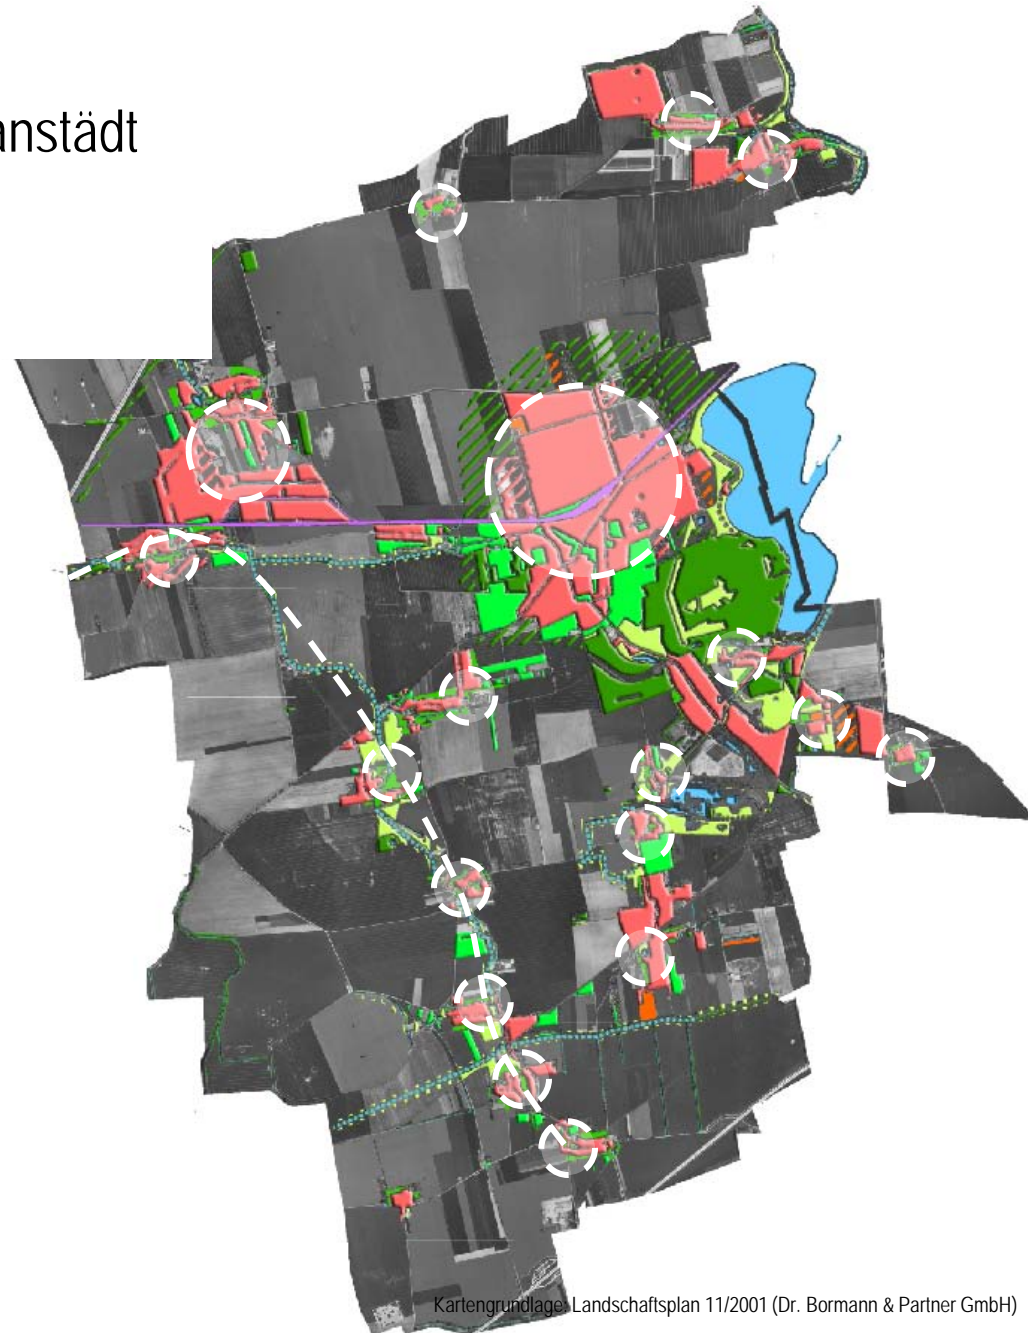 anstädt
Kartengrundlage: Landschaftsplan 11/2001 (Dr. Bormann & Partner GmbH)